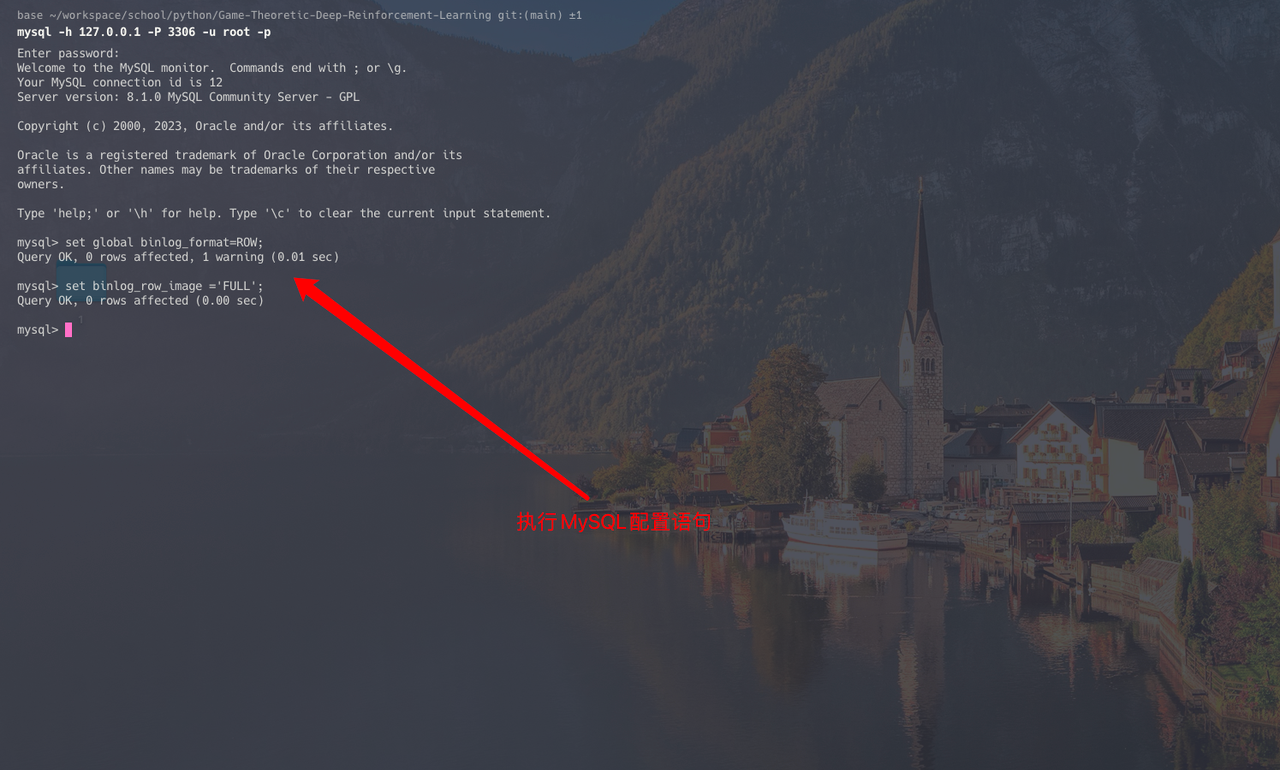 base ~/workspace/school/python/Game-Theoretic-Deep-Reinforcement-Learning git:(main) ±1
mysql -h 127.0.0.1 -P 3306 -u root -p
Enter password:
Welcome to the MySQL monitor.  Commands end with ; or \g.
Your MySQL connection id is 12
Server version: 8.1.0 MySQL Community Server - GPL
Copyright (c) 2000, 2023, Oracle and/or its affiliates.
Oracle is a registered trademark of Oracle Corporation and/or its
affiliates. Other names may be trademarks of their respective
owners.
Type 'help;' or '\h' for help. Type '\c' to clear the current input statement.
mysql> set global binlog_format=ROW;
Query OK, 0 rows affected, 1 warning (0.01 sec)
mysql> set binlog_row_image ='FULL';
Query OK, 0 rows affected (0.00 sec)
1
mysql>
执行MySQL配置语句